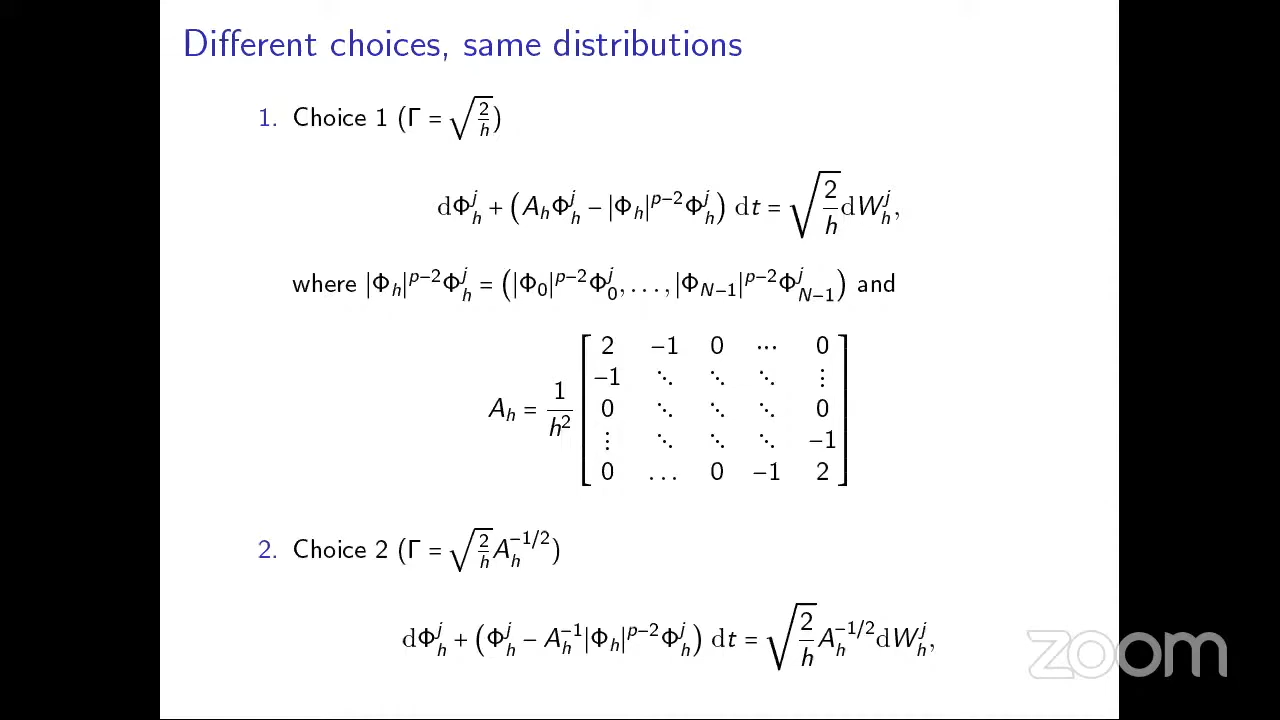 Different choices, same distributions
1. Choice 1 (Γ = √(2/h))
dΦ_h^j + (A_hΦ_h^j − |Φ_h|^{p−2}Φ_h^j) dt = √(2/h) dW_h^j,
where |Φ_h|^{p−2}Φ_h^j = (|Φ_0|^{p−2}Φ_0^j, . . . , |Φ_{N−1}|^{p−2}Φ_{N−1}^j) and
A_h = 1/h^2 [
2 −1 0 ⋯ 0
−1 ⋱ ⋱ ⋱ ⋮
0 ⋱ ⋱ ⋱ 0
⋮ ⋱ ⋱ ⋱ −1
0 … 0 −1 2
]
2. Choice 2 (Γ = √(2/h) A_h^{−1/2})
dΦ_h^j + (Φ_h^j − A_h^{−1}|Φ_h|^{p−2}Φ_h^j) dt = √(2/h) A_h^{−1/2}dW_h^j,
zoom